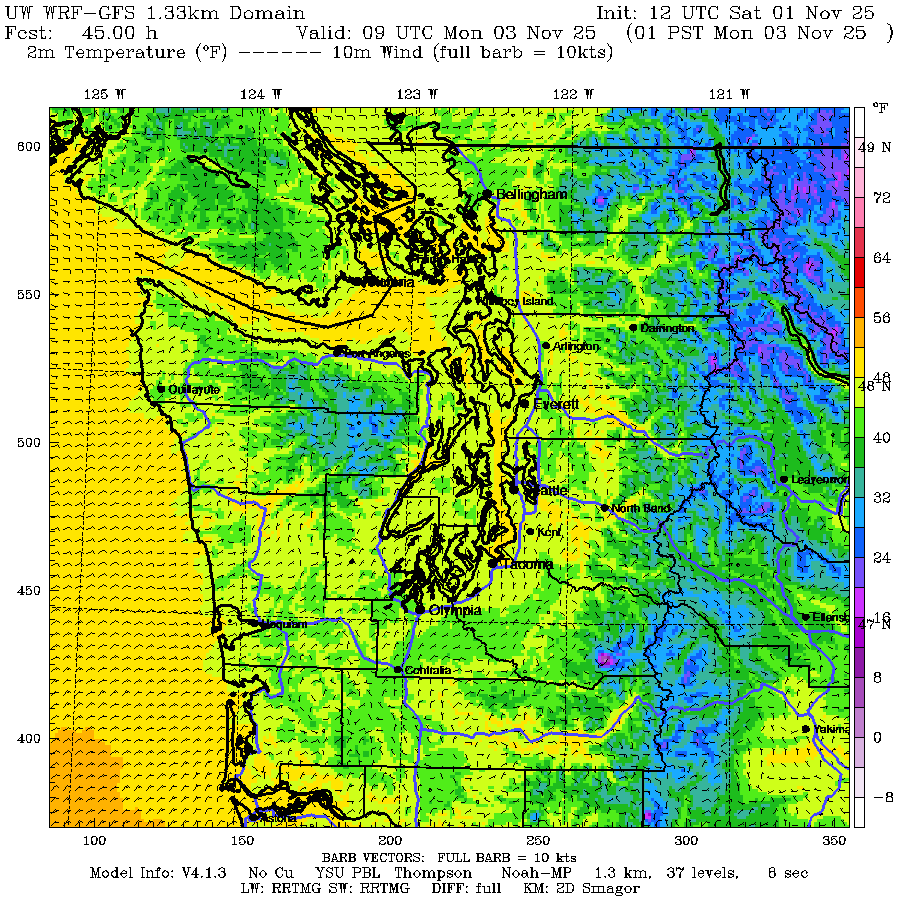 UW WRF-GFS 1.33km Domain Init: 12 UTC Sat 01 Nov 25
Fcst: 45.00 h Valid: 09 UTC Mon 03 Nov 25 (01 PST Mon 03 Nov 25 )
2m Temperature (°F) ------ 10m Wind (full barb = 10kts)
125 W 124 W 123 W 122 W 121 W
°F
600 49 N
Bellingham
72
64
550 Island
56
Darrington
Arlington
Port Angeles
48
48 N
Quillayute
Everett
500 40
Leavenwor
Seattle
32
North Bend
Kent
Tacoma
24
450
Olympia
16
Ellensb
47 N
Hoquiam
Centralia
8
Yakima
400 0
-8
Astoria
100 150 200 250 300 350
BARB VECTORS: FULL BARB = 10 kts
Model Info: V4.1.3 No Cu YSU PBL Thompson Noah-MP 1.3 km, 37 levels, 8 sec
LW: RRTMG SW: RRTMG DIFF: full KM: 2D Smagor